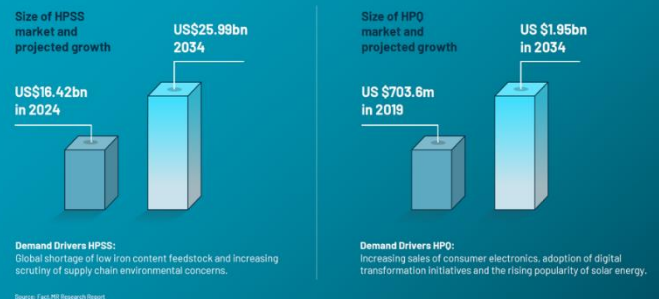 Size of HPSS
market and
projected growth
US$25.99bn
2034
US$16.42bn
in 2024
Demand Drivers HPSS:
Global shortage of low iron content feedstock and increasing
scrutiny of supply chain environmental concerns.
Size of HPQ
market and
projected growth
US $1.95bn
in 2034
US $703.6m
in 2019
Demand Drivers HPQ:
Increasing sales of consumer electronics, adoption of digital
transformation initiatives and the rising popularity of solar energy.
Source: Fact.MR Research Report